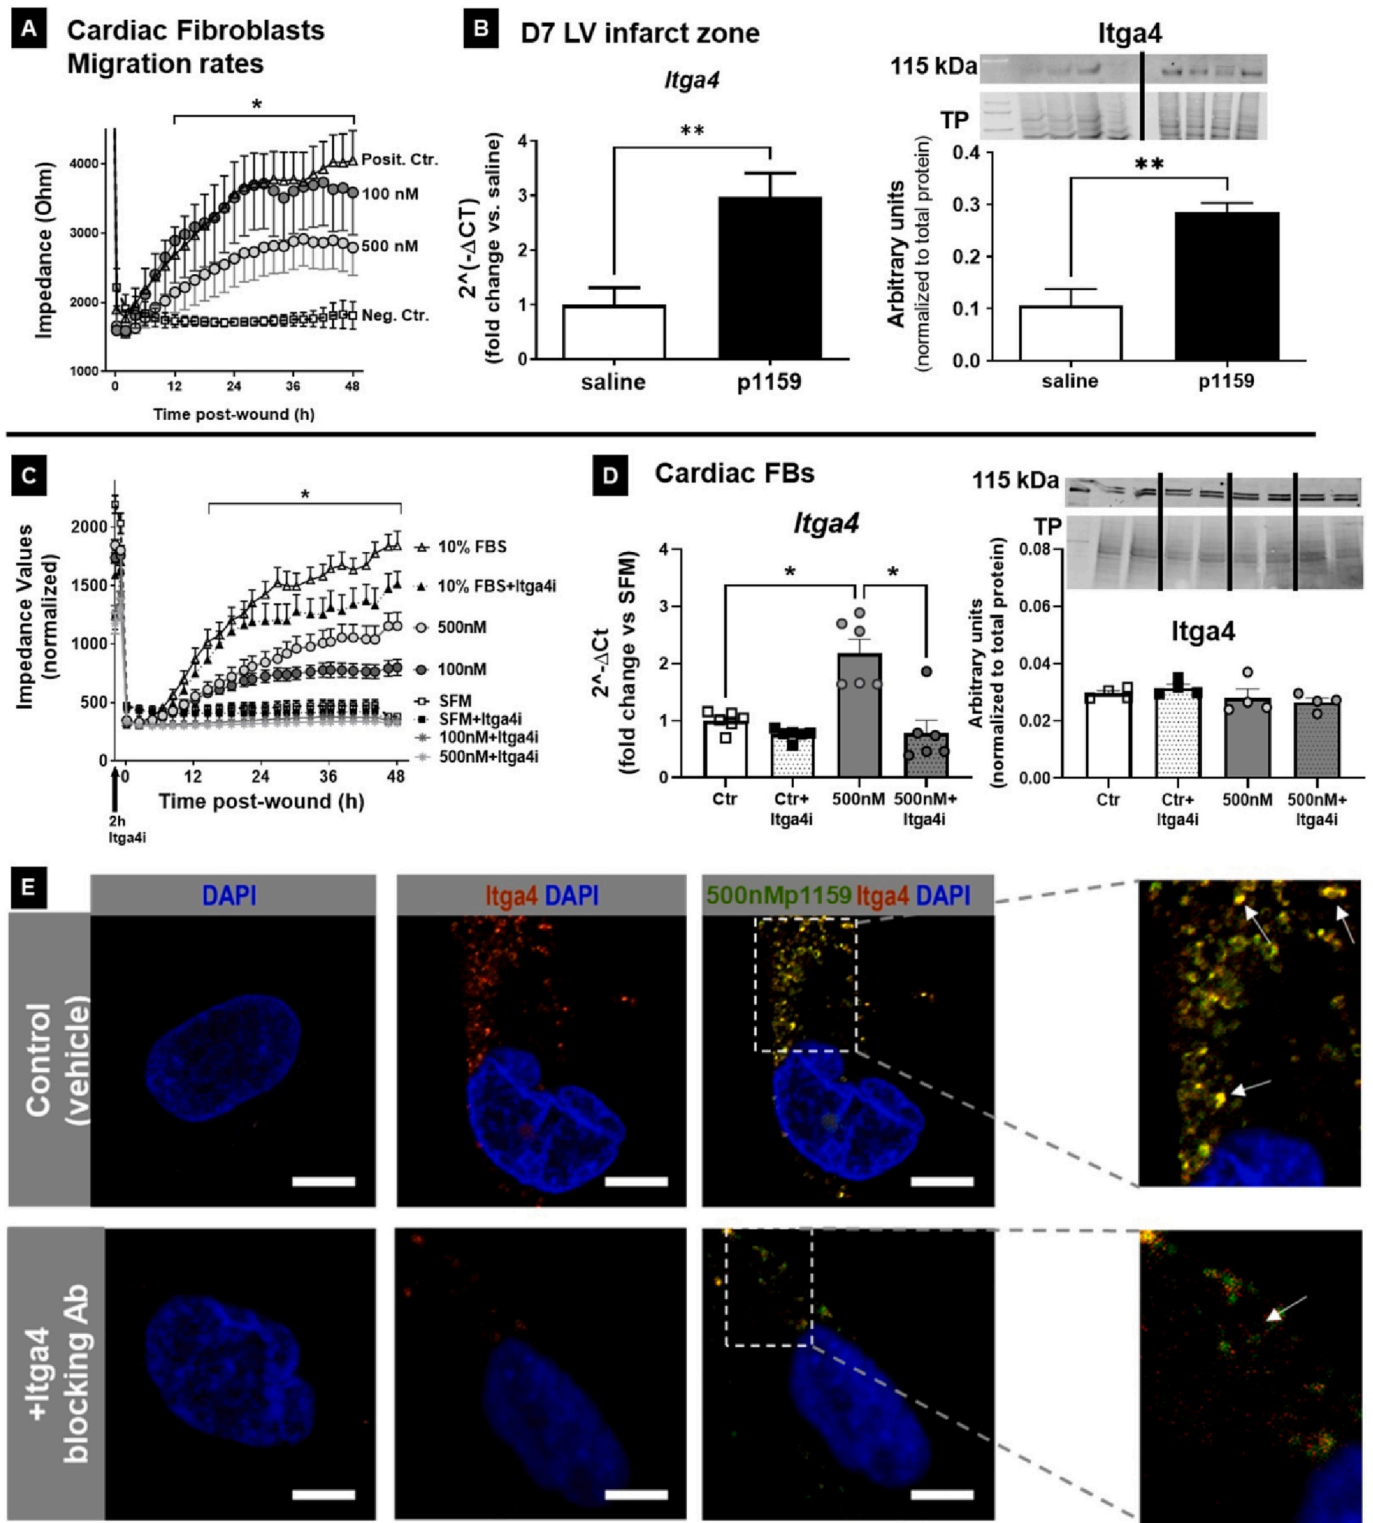 A
Cardiac Fibroblasts
Migration rates
*
Impedance (Ohm)
4000
3000
2000
1000
0
12
24
36
48
Time post-wound (h)
Posit. Ctr.
100 nM
500 nM
Neg. Ctr.
B
D7 LV infarct zone
Itga4
**
2^(-ΔCT)
(fold change vs. saline)
4
3
2
1
0
saline
p1159
Itga4
115 kDa
TP
**
Arbitrary units
(normalized to total protein)
0.4
0.3
0.2
0.1
0.0
saline
p1159
C
*
Impedance Values
(normalized)
2000
1500
1000
500
0
0
12
24
36
48
Time post-wound (h)
2h
Itga4i
10% FBS
10% FBS+Itga4i
500nM
100nM
SFM
SFM+Itga4i
100nM+Itga4i
500nM+Itga4i
D
Cardiac FBs
Itga4
*
*
2^-ΔCt
(fold change vs SFM)
4
3
2
1
0
Ctr
Ctr+
Itga4i
500nM
500nM+
Itga4i
115 kDa
TP
Itga4
Arbitrary units
(normalized to total protein)
0.08
0.06
0.04
0.02
0.00
Ctr
Ctr+
Itga4i
500nM
500nM+
Itga4i
E
DAPI
Itga4 DAPI
500nMp1159 Itga4 DAPI
Control
(vehicle)
+Itga4
blocking Ab